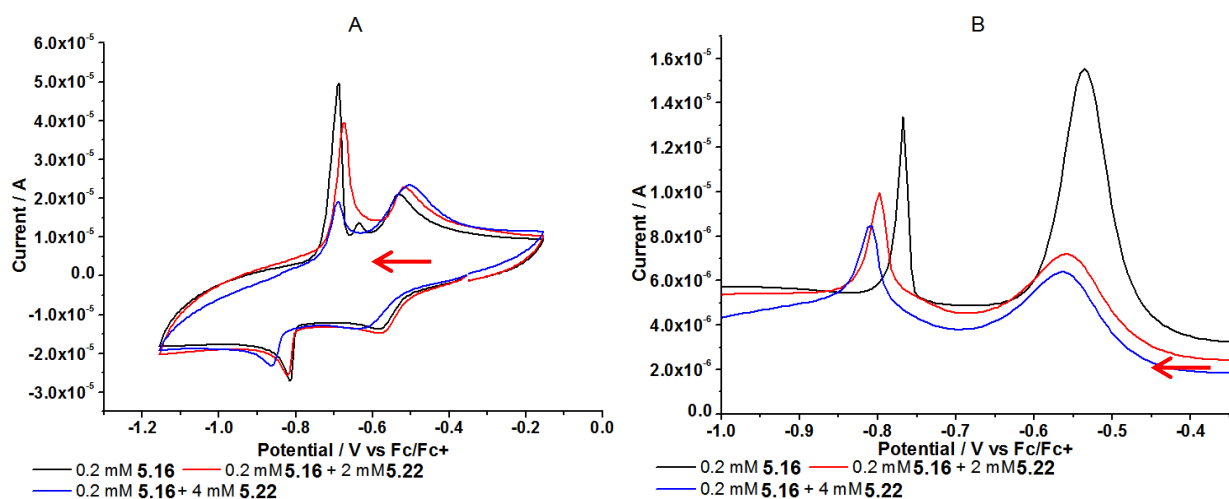 A
6.0x10-5
5.0x10-5
4.0x10-5
3.0x10-5
2.0x10-5
1.0x10-5
0.0
-1.0x10-5
-2.0x10-5
-3.0x10-5
Current / A
-1.2 -1.0 -0.8 -0.6 -0.4 -0.2 0.0
Potential / V vs Fc/Fc+
0.2 mM 5.16 0.2 mM 5.16 + 2 mM 5.22
0.2 mM 5.16 + 4 mM 5.22
B
1.6x10-5
1.4x10-5
1.2x10-5
1.0x10-5
8.0x10-6
6.0x10-6
4.0x10-6
2.0x10-6
0.0
Current / A
-1.0 -0.9 -0.8 -0.7 -0.6 -0.5 -0.4
Potential / V vs Fc/Fc+
0.2 mM 5.16 0.2 mM 5.16 + 2 mM 5.22
0.2 mM 5.16 + 4 mM 5.22